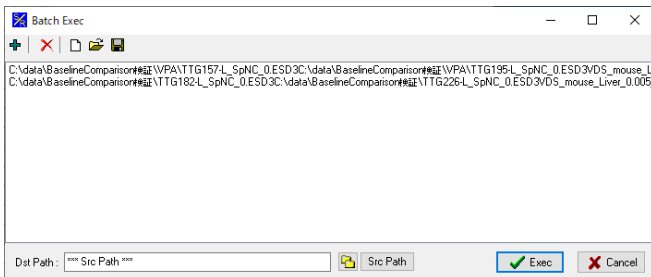 Batch Exec
C:\data\BaselineComparison検証\VPA\TTG157-L_SpNC_0.ESD3C:\data\BaselineComparison検証\VPA\TTG195-L_SpNC_0.ESD3VDS_mouse_L
C:\data\BaselineComparison検証\TTG182-L_SpNC_0.ESD3C:\data\BaselineComparison検証\TTG226-L_SpNC_0.ESD3VDS_mouse_Liver_0.005
Dst Path : *** Src Path *** Src Path Exec Cancel